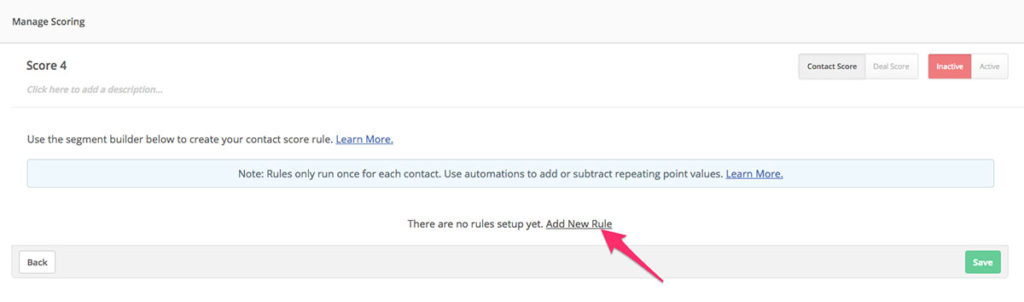 Manage Scoring
Score 4
Contact Score Deal Score Inactive Active
Click here to add a description...
Use the segment builder below to create your contact score rule. Learn More.
Note: Rules only run once for each contact. Use automations to add or subtract repeating point values. Learn More.
There are no rules setup yet. Add New Rule
Back Save